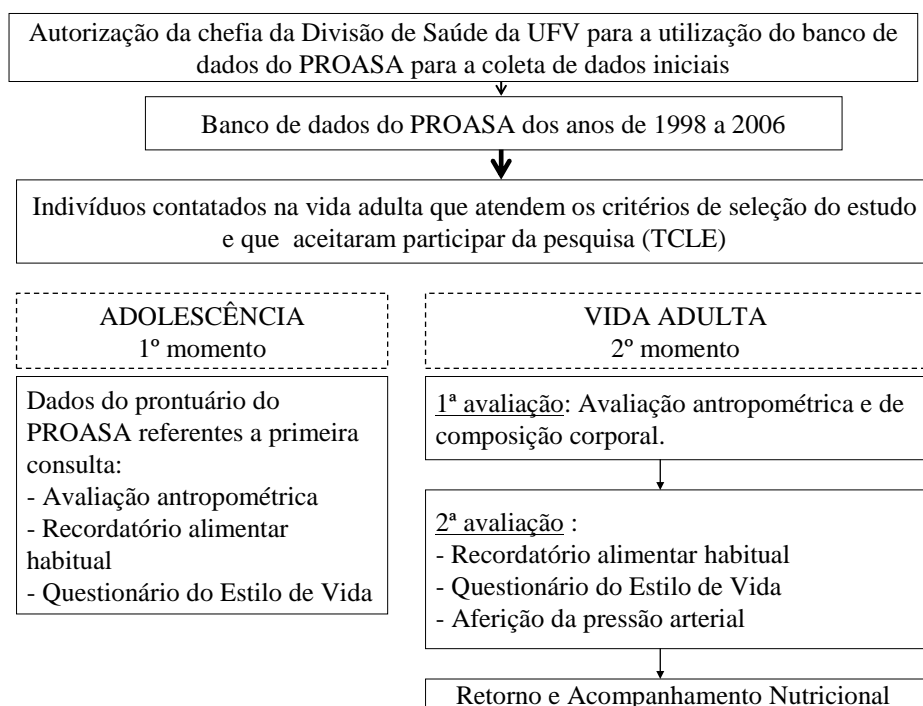 Autorização da chefia da Divisão de Saúde da UFV para a utilização do banco de
dados do PROASA para a coleta de dados iniciais
Banco de dados do PROASA dos anos de 1998 a 2006
Indivíduos contatados na vida adulta que atendem os critérios de seleção do estudo
e que aceitaram participar da pesquisa (TCLE)
ADOLESCÊNCIA
1º momento
Dados do prontuário do
PROASA referentes a primeira
consulta:
- Avaliação antropométrica
- Recordatório alimentar
habitual
- Questionário do Estilo de Vida
VIDA ADULTA
2º momento
1ª avaliação: Avaliação antropométrica e de
composição corporal.
2ª avaliação :
- Recordatório alimentar habitual
- Questionário do Estilo de Vida
- Aferição da pressão arterial
Retorno e Acompanhamento Nutricional